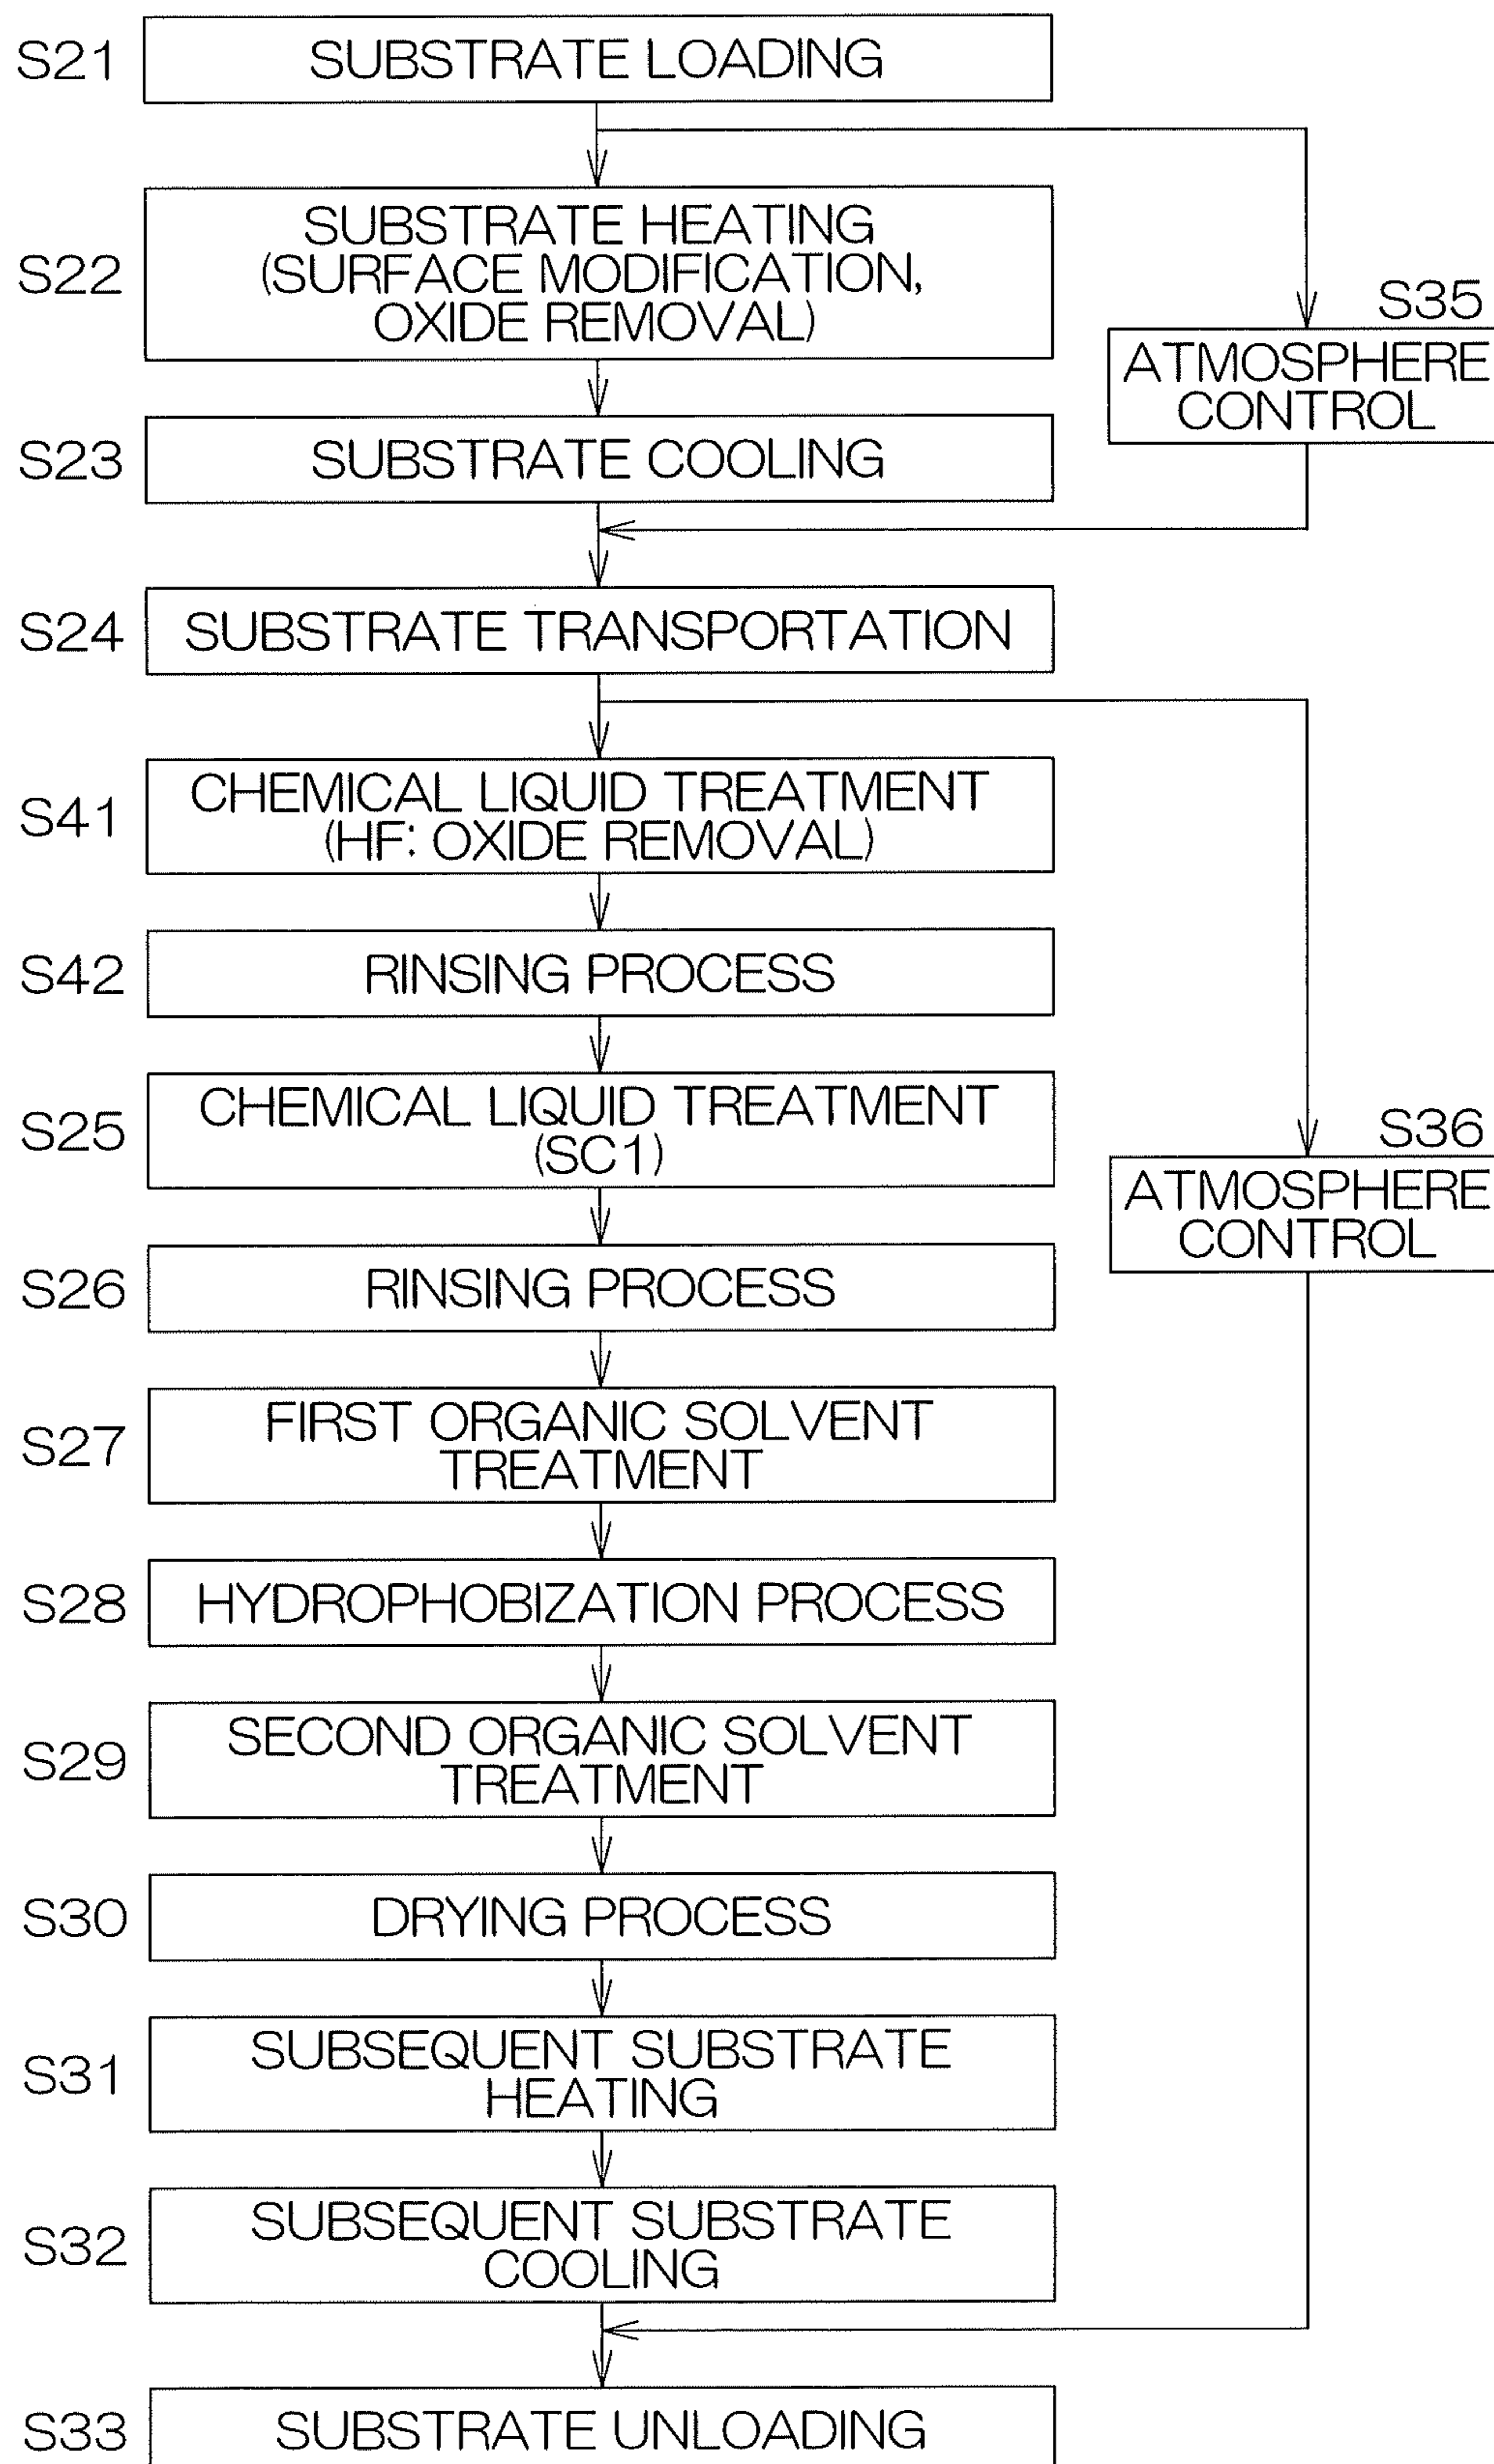 S21
SUBSTRATE LOADING
S22
SUBSTRATE HEATING
(SURFACE MODIFICATION,
OXIDE REMOVAL)
S35
ATMOSPHERE
CONTROL
S23
SUBSTRATE COOLING
S24
SUBSTRATE TRANSPORTATION
S41
CHEMICAL LIQUID TREATMENT
(HF: OXIDE REMOVAL)
S42
RINSING PROCESS
S25
CHEMICAL LIQUID TREATMENT
(SC1)
S36
ATMOSPHERE
CONTROL
S26
RINSING PROCESS
S27
FIRST ORGANIC SOLVENT
TREATMENT
S28
HYDROPHOBIZATION PROCESS
S29
SECOND ORGANIC SOLVENT
TREATMENT
S30
DRYING PROCESS
S31
SUBSEQUENT SUBSTRATE
HEATING
S32
SUBSEQUENT SUBSTRATE
COOLING
S33
SUBSTRATE UNLOADING